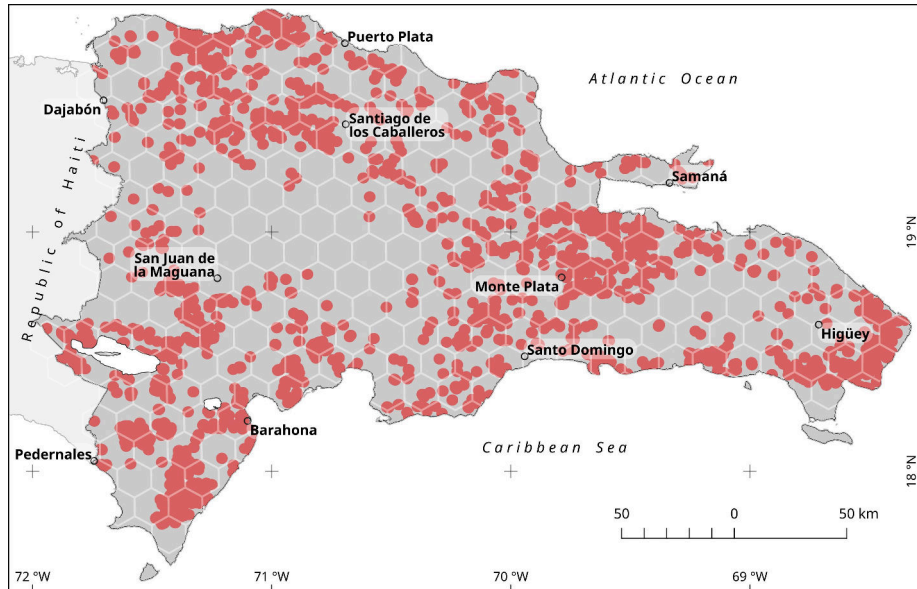 Puerto Plata
Atlantic Ocean
Dajabón
Santiago de
los Caballeros
Republic of Haiti
Samaná
19 °N
San Juan de
la Maguana
Monte Plata
Higüey
Santo Domingo
Barahona
Caribbean Sea
Pedernales
18 °N
50 0 50 km
72 °W 71 °W 70 °W 69 °W